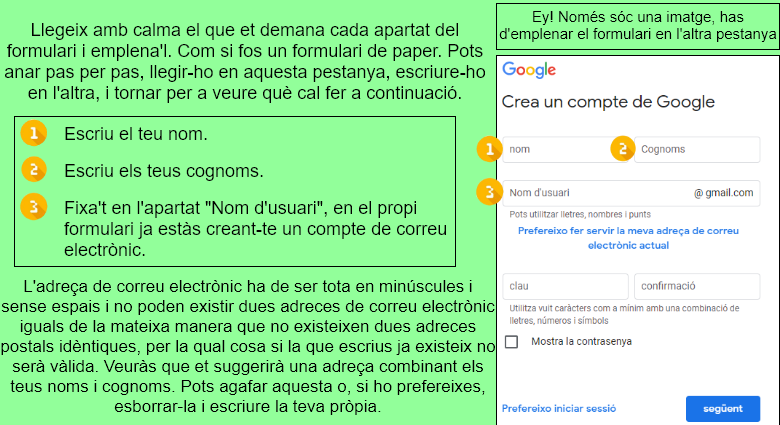 Llegeix amb calma el que et demana cada apartat del
formulari i emplena'l. Com si fos un formulari de paper. Pots
anar pas per pas, llegir-ho en aquesta pestanya, escriure-ho
en l'altra, i tornar per a veure què cal fer a continuació.
1 Escriu el teu nom.
2 Escriu els teus cognoms.
3 Fixa't en l'apartat "Nom d'usuari", en el propi
formulari ja estàs creant-te un compte de correu
electrònic.
L'adreça de correu electrònic ha de ser tota en minúscules i
sense espais i no poden existir dues adreces de correu electrònic
iguals de la mateixa manera que no existeixen dues adreces
postals idèntiques, per la qual cosa si la que escrius ja existeix no
serà vàlida. Veuràs que et suggerirà una adreça combinant els
teus noms i cognoms. Pots agafar aquesta o, si ho prefereixes,
esborrar-la i escriure la teva pròpia.
Ey! Només sóc una imatge, has
d'emplenar el formulari en l'altra pestanya
Google
Crea un compte de Google
1 nom 2 Cognoms
3 Nom d'usuari @ gmail.com
Pots utilitzar lletres, nombres i punts
Prefereixo fer servir la meva adreça de correu
electrònic actual
clau confirmació
Utilitza vuit caràcters com a mínim amb una combinació de
lletres, números i símbols
Mostra la contrasenya
Prefereixo iniciar sessió següent